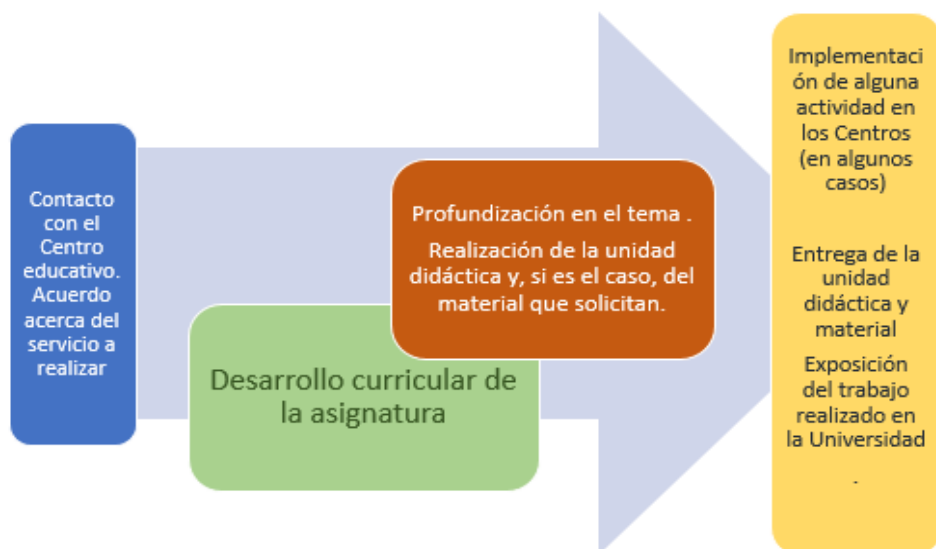 Contacto
con el
Centro
educativo.
Acuerdo
acerca del
servicio a
realizar
Desarrollo curricular de
la asignatura
Profundización en el tema .
Realización de la unidad
didáctica y, si es el caso, del
material que solicitan.
Implementaci
ón de alguna
actividad en
los Centros
(en algunos
casos)
Entrega de la
unidad
didáctica y
material
Exposición
del trabajo
realizado en
la Universidad
.